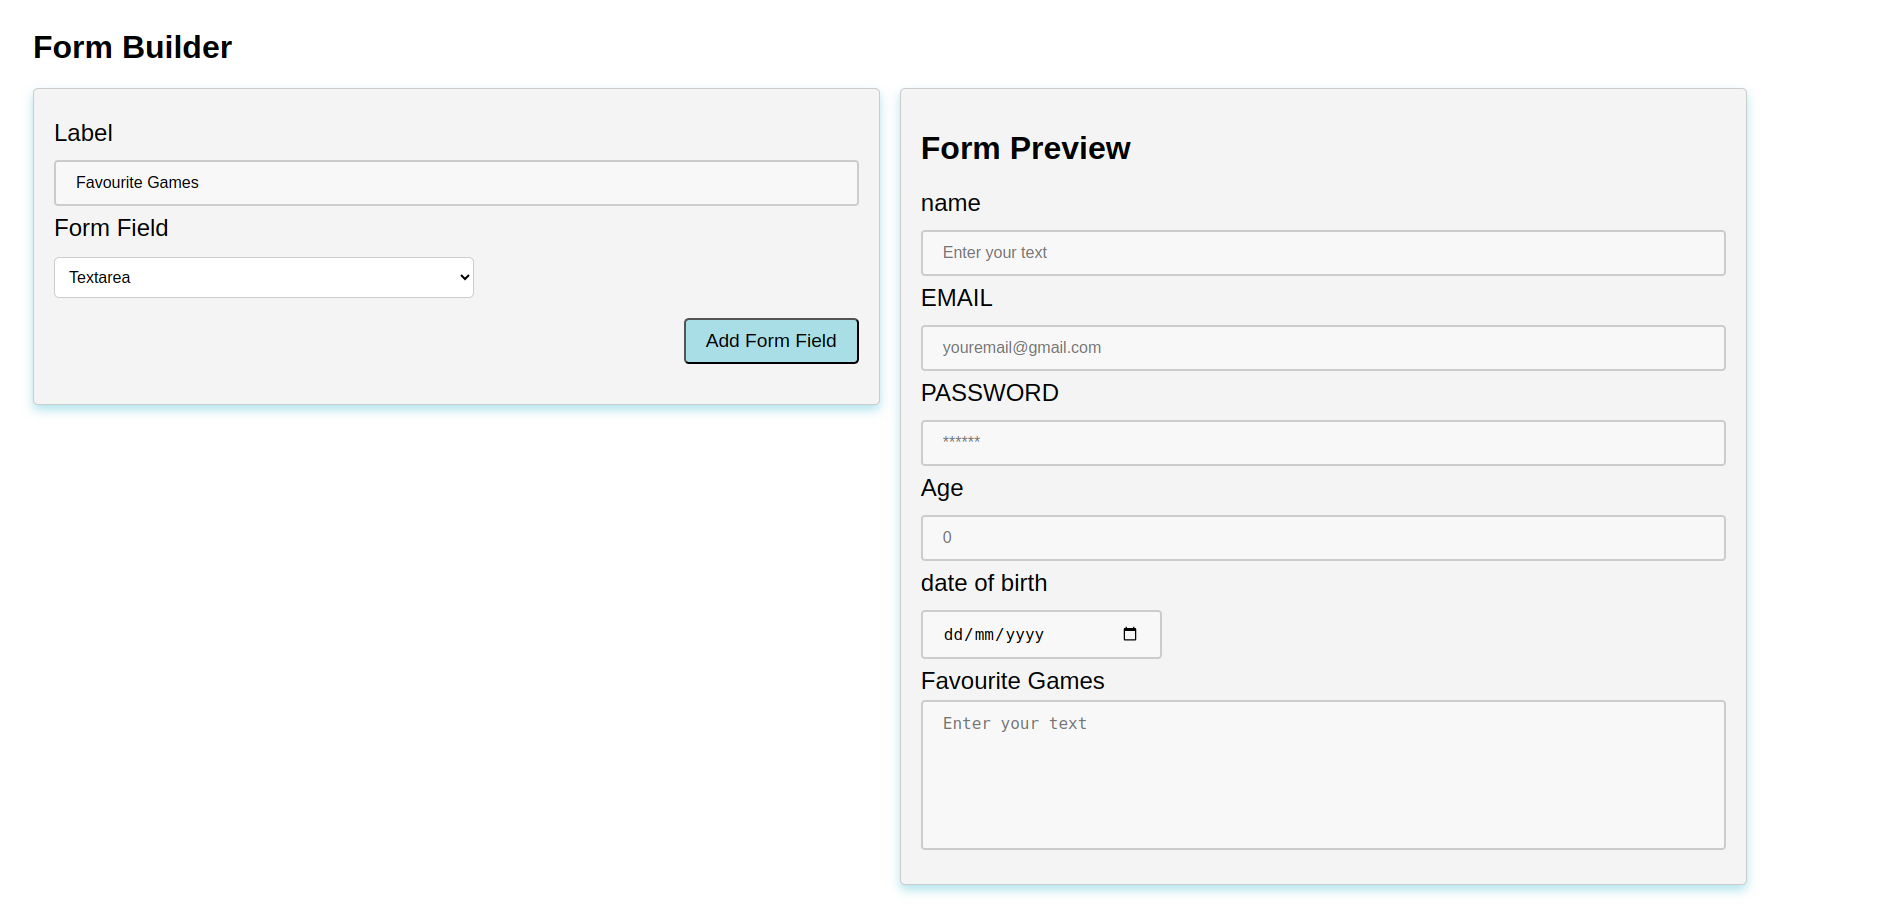 Form Builder
Label
Favourite Games
Form Field
Textarea
Add Form Field
Form Preview
name
Enter your text
EMAIL
youremail@gmail.com
PASSWORD
******
Age
0
date of birth
dd/mm/yyyy
Favourite Games
Enter your text